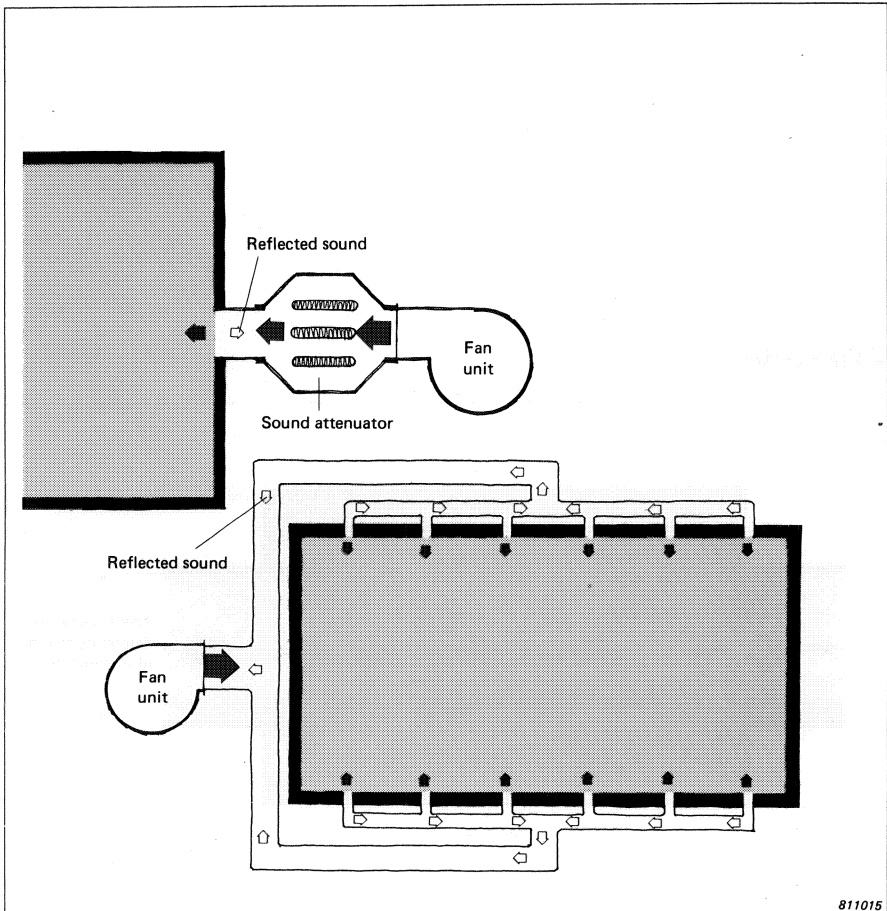 Reflected sound
Fan
unit
Sound attenuator
Reflected sound
Fan
unit
811015